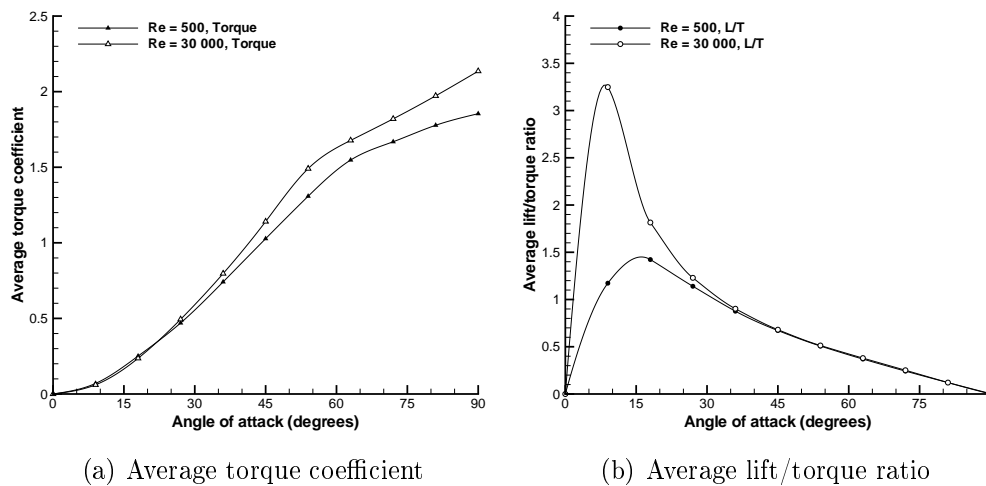 2.5
2
1.5
1
0.5
0
0 15 30 45 60 75 90
Average torque coefficient
Angle of attack (degrees)
Re = 500, Torque
Re = 30 000, Torque
(a) Average torque coefficient
4
3.5
3
2.5
2
1.5
1
0.5
0
0 15 30 45 60 75
Average lift/torque ratio
Angle of attack (degrees)
Re = 500, L/T
Re = 30 000, L/T
(b) Average lift/torque ratio